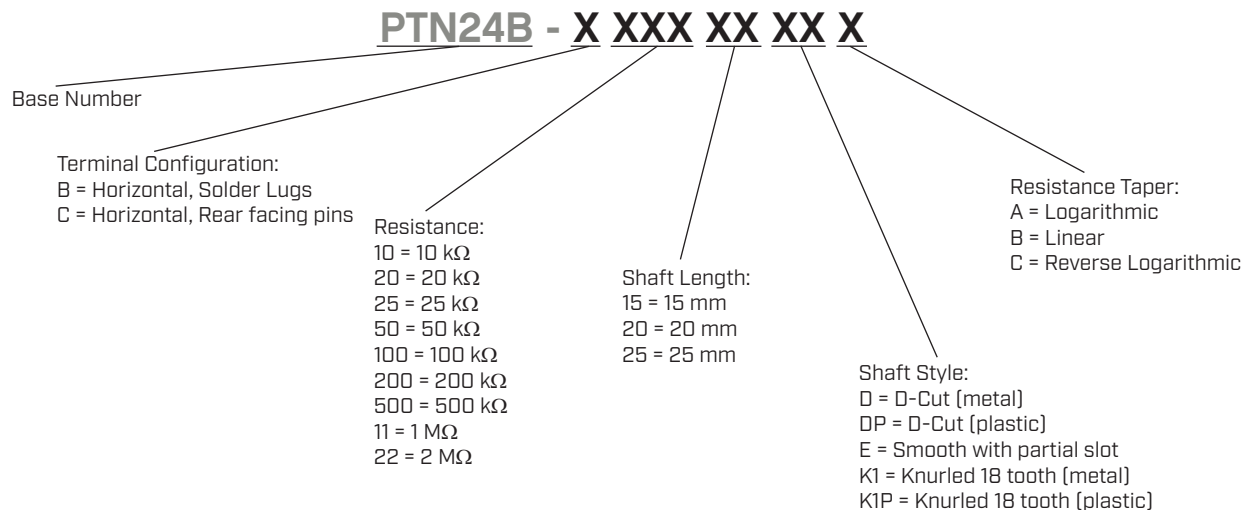 PTN24B - X XXX XX XX X
Base Number
Terminal Configuration:
B = Horizontal, Solder Lugs
C = Horizontal, Rear facing pins
Resistance:
10 = 10 kΩ
20 = 20 kΩ
25 = 25 kΩ
50 = 50 kΩ
100 = 100 kΩ
200 = 200 kΩ
500 = 500 kΩ
11 = 1 MΩ
22 = 2 MΩ
Shaft Length:
15 = 15 mm
20 = 20 mm
25 = 25 mm
Shaft Style:
D = D-Cut (metal)
DP = D-Cut (plastic)
E = Smooth with partial slot
K1 = Knurled 18 tooth (metal)
K1P = Knurled 18 tooth (plastic)
Resistance Taper:
A = Logarithmic
B = Linear
C = Reverse Logarithmic